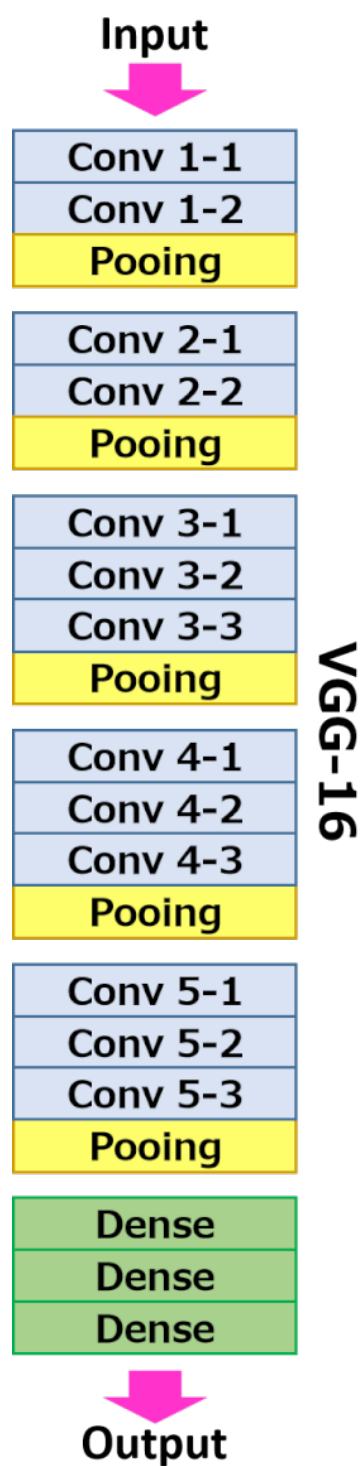 Input
Conv 1-1
Conv 1-2
Pooing
Conv 2-1
Conv 2-2
Pooing
Conv 3-1
Conv 3-2
Conv 3-3
Pooing
Conv 4-1
Conv 4-2
Conv 4-3
Pooing
Conv 5-1
Conv 5-2
Conv 5-3
Pooing
Dense
Dense
Dense
Output
VGG-16